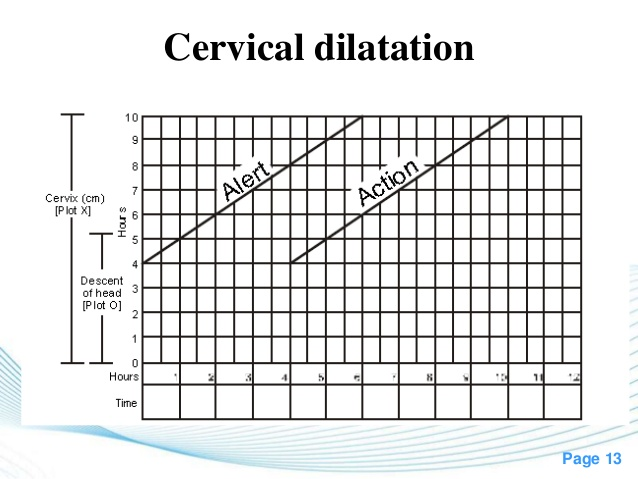 Cervical dilatation
10
9
8
7
6
5
4
3
2
1
0
Cervix (cm)
[Plot X]
Hours
Descent
of head
[Plot O]
Alert
Action
Hours 1 2 3 4 5 6 7 8 9 10 11 12
Time
Page 13